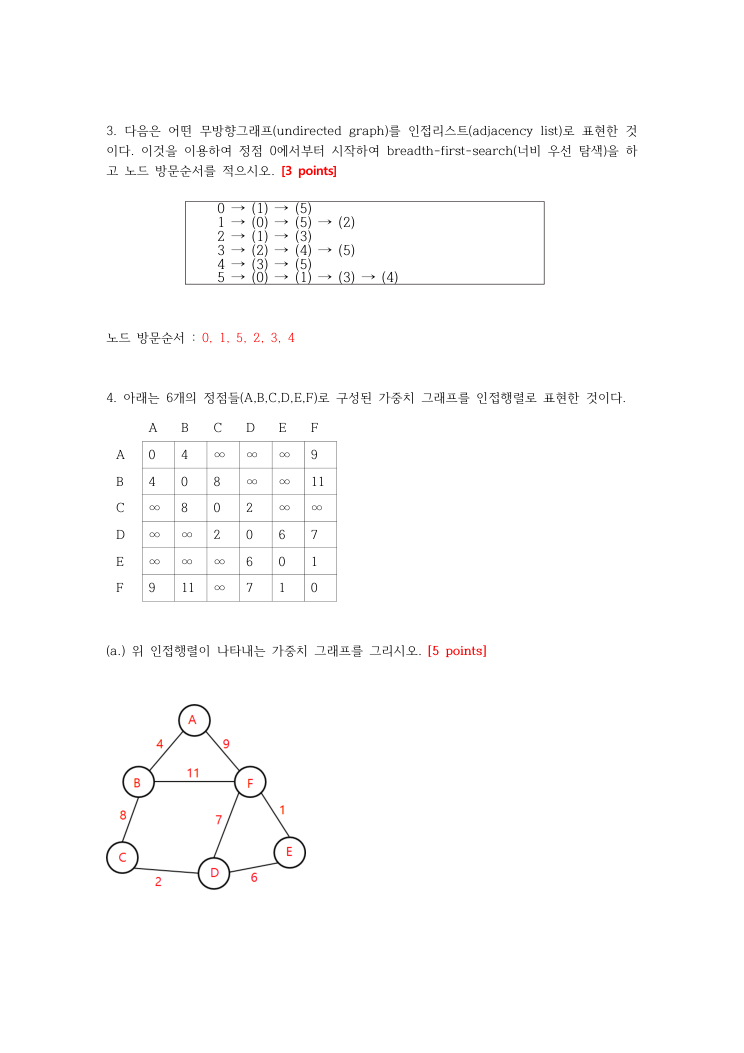 3. 다음은 어떤 무방향그래프(undirected graph)를 인접리스트(adjacency list)로 표현한 것
이다. 이것을 이용하여 정점 0에서부터 시작하여 breadth-first-search(너비 우선 탐색)을 하
고 노드 방문순서를 적으시오. [3 points]
0 → (1) → (5)
1 → (0) → (5) → (2)
2 → (1) → (3)
3 → (2) → (4) → (5)
4 → (3) → (5)
5 → (0) → (1) → (3) → (4)
노드 방문순서 : 0, 1, 5, 2, 3, 4
4. 아래는 6개의 정점들(A,B,C,D,E,F)로 구성된 가중치 그래프를 인접행렬로 표현한 것이다.
A B C D E F
A 0 4 ∞ ∞ ∞ 9
B 4 0 8 ∞ ∞ 11
C ∞ 8 0 2 ∞ ∞
D ∞ ∞ 2 0 6 7
E ∞ ∞ ∞ 6 0 1
F 9 11 ∞ 7 1 0
(a.) 위 인접행렬이 나타내는 가중치 그래프를 그리시오. [5 points]
A
4 9
11
B F
8 7 1
C D E
2 6